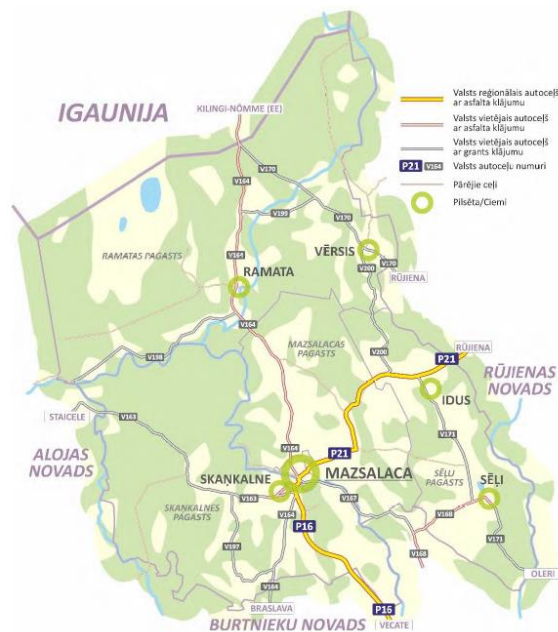 IGAUNIJA
KILINGI-NÕMME (EE)
Valsts reģionālais autoceļš
ar asfalta klājumu
Valsts vietējais autoceļš
ar asfalta klājumu
Valsts vietējais autoceļš
ar grants klājumu
P21 V164 Valsts autoceļu numuri
Pārējie ceļi
Pilsēta/Ciemi
V170
V164
V199
V170
VĒRSIS
V170
V200
RŪJIENA
RAMATAS PAGASTS
V164
RAMATA
V164
MAZSALACAS
PAGASTS
V198
V200
P21
RŪJIENA
RŪJIENAS
NOVADS
IDUS
STAICELE
V163
ALOJAS
NOVADS
V164
P21
V171
MAZSALACA
SKAŅKALNE
V163
SĒĻU
PAGASTS
SĒĻI
SKAŅKALNES
PAGASTS
V164
V167
V168
P16
V197
V168
V171
V164
OLERI
BRASLAVA
P16
BURTNIEKU NOVADS
VECATE